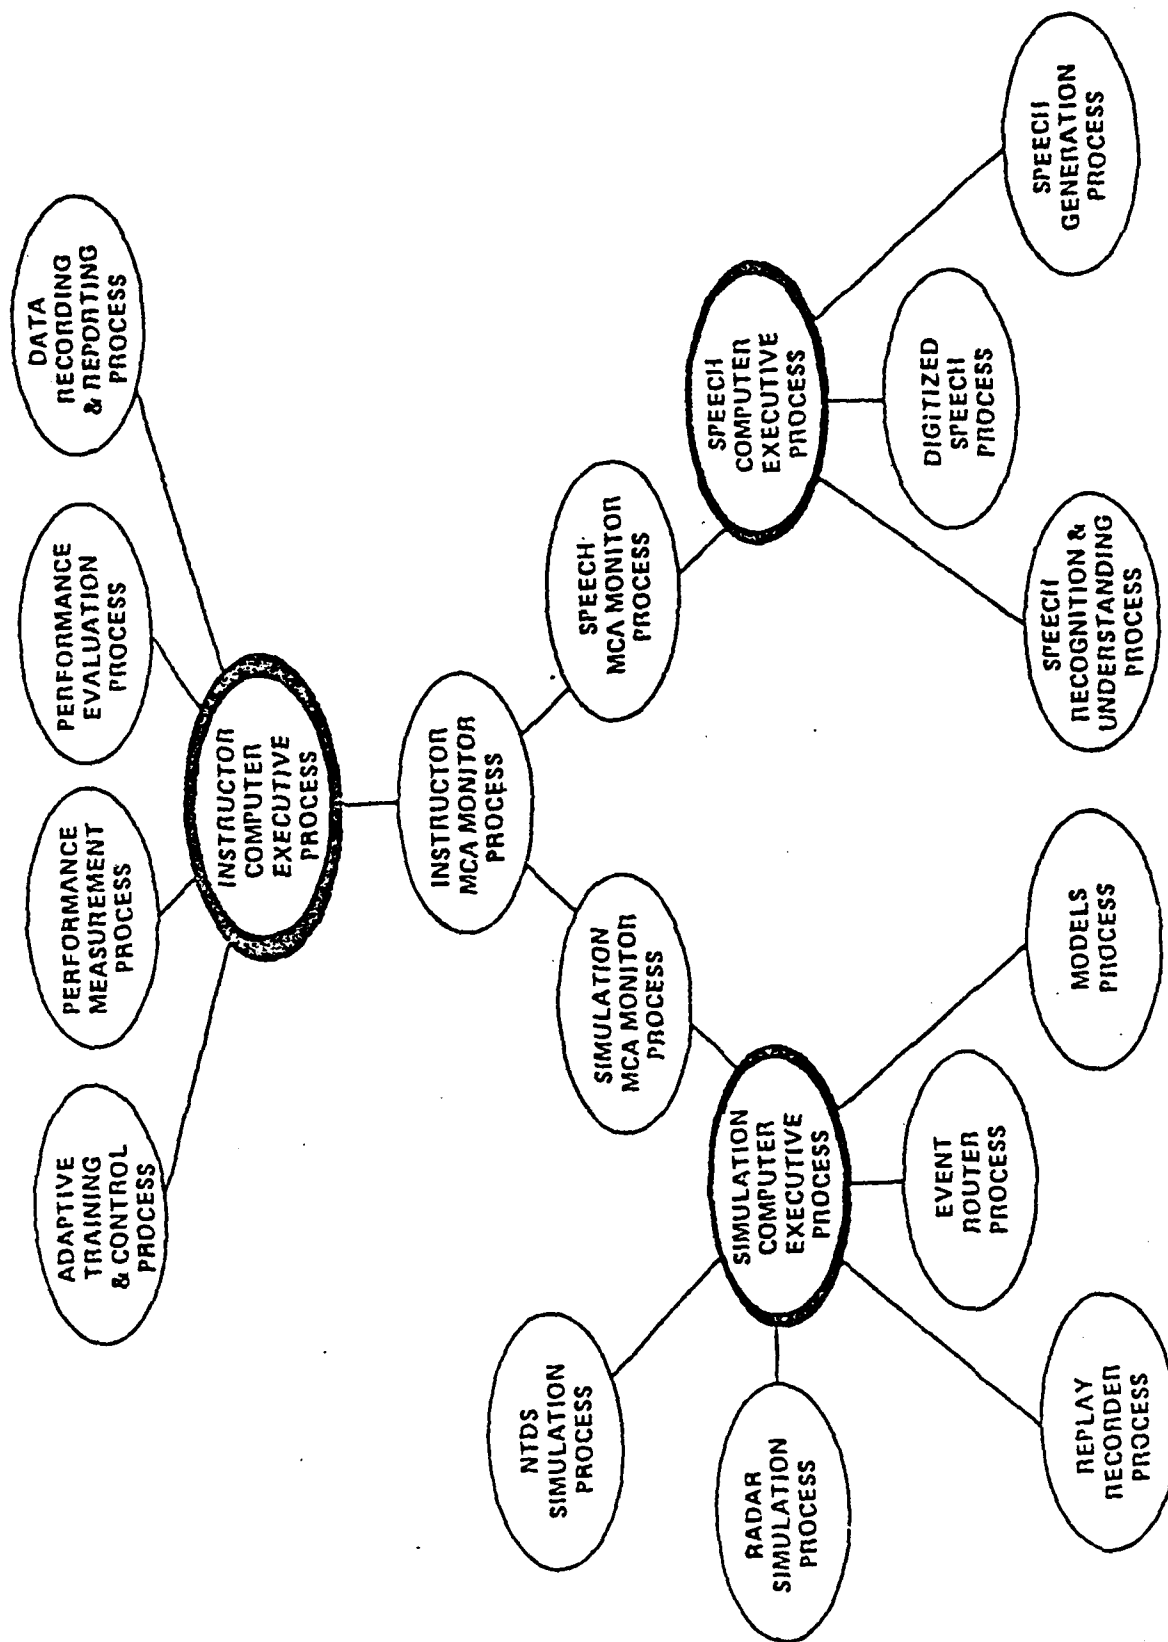 ADAPTIVE
TRAINING
& CONTROL
PROCESS
PERFORMANCE
MEASUREMENT
PROCESS
PERFORMANCE
EVALUATION
PROCESS
DATA
RECORDING
& REPORTING
PROCESS
INSTRUCTOR
COMPUTER
EXECUTIVE
PROCESS
INSTRUCTOR
MCA MONITOR
PROCESS
SIMULATION
MCA MONITOR
PROCESS
SPEECH
MCA MONITOR
PROCESS
NTDS
SIMULATION
PROCESS
SIMULATION
COMPUTER
EXECUTIVE
PROCESS
SPEECH
COMPUTER
EXECUTIVE
PROCESS
RADAR
SIMULATION
PROCESS
EVENT
ROUTER
PROCESS
DIGITIZED
SPEECH
PROCESS
REPLAY
RECORDER
PROCESS
MODELS
PROCESS
SPEECH
RECOGNITION &
UNDERSTANDING
PROCESS
SPEECH
GENERATION
PROCESS